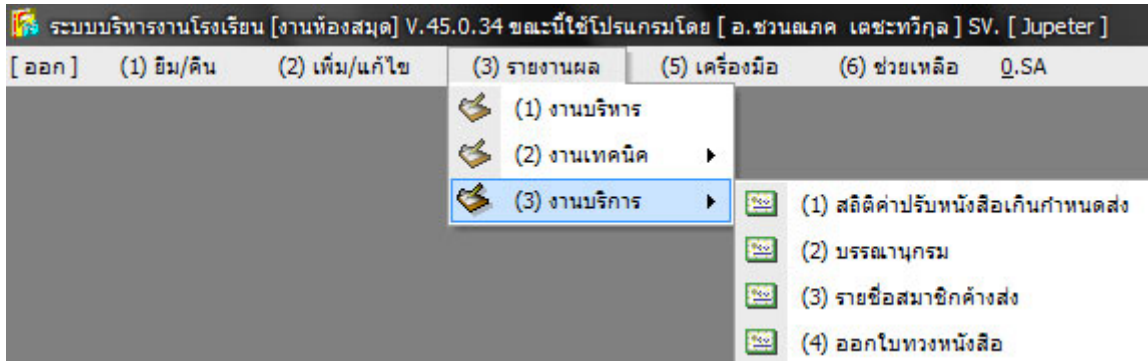 ระบบบริหารงานโรงเรียน [งานห้องสมุด] V.45.0.34 ขณะนี้ใช้โปรแกรมโดย [ อ.ชวนณภค เตชะทวีกุล ] SV. [ Jupeter ]
[ ออก ] (1) ยืม/คืน (2) เพิ่ม/แก้ไข (3) รายงานผล (5) เครื่องมือ (6) ช่วยเหลือ 0.SA
(1) งานบริหาร
(2) งานเทคนิค
(3) งานบริการ
(1) สถิติค่าปรับหนังสือเกินกำหนดส่ง
(2) บรรณานุกรม
(3) รายชื่อสมาชิกค้างส่ง
(4) ออกใบทวงหนังสือ